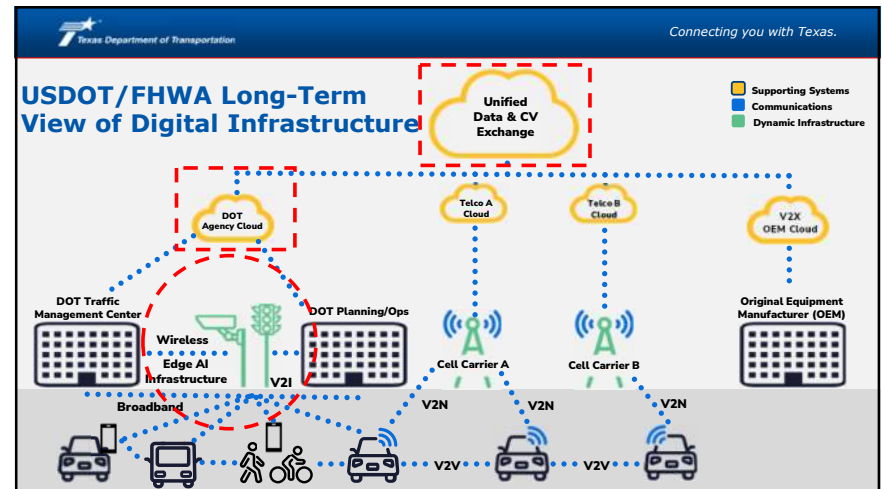 Texas Department of Transportation
Connecting you with Texas.
USDOT/FHWA Long-Term
View of Digital Infrastructure
Unified
Data & CV
Exchange
Supporting Systems
Communications
Dynamic Infrastructure
DOT
Agency Cloud
Telco A
Cloud
Telco B
Cloud
V2X
OEM Cloud
DOT Traffic
Management Center
Wireless
Edge AI
Infrastructure
V2I
DOT Planning/Ops
Cell Carrier A
Cell Carrier B
Original Equipment
Manufacturer (OEM)
Broadband
V2N
V2N
V2N
V2V
V2V